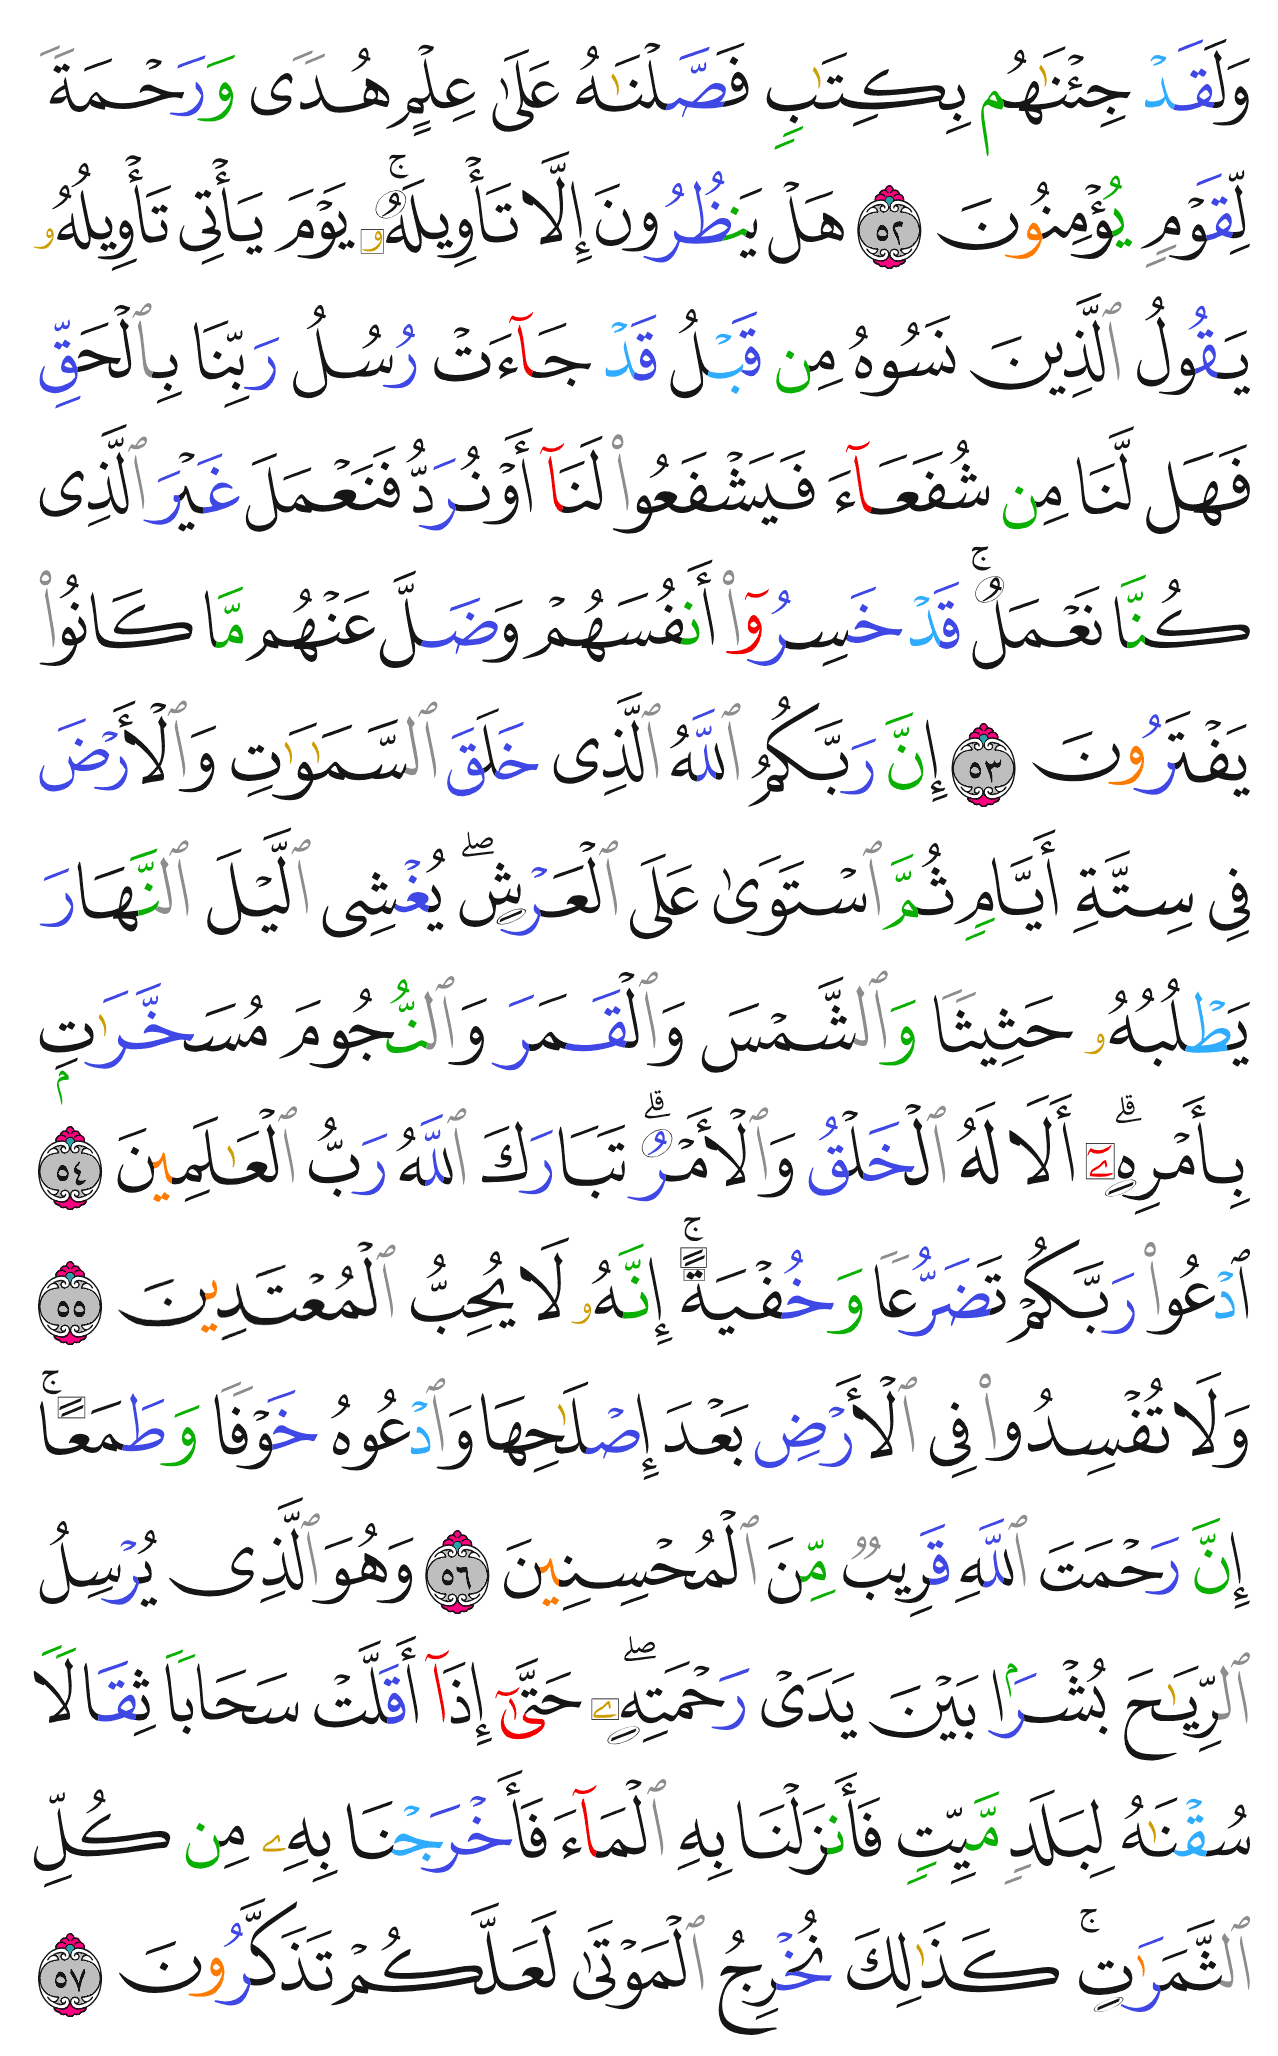 وَلَقَدۡ جِئۡنَٰهُم بِكِتَٰبٖ فَصَّلۡنَٰهُ عَلَىٰ عِلۡمٍ هُدٗى وَرَحۡمَةٗ
لِّقَوۡمٖ يُؤۡمِنُونَ ٥٢ هَلۡ يَنظُرُونَ إِلَّا تَأۡوِيلَهُۥۚ يَوۡمَ يَأۡتِي تَأۡوِيلُهُۥ
يَقُولُ ٱلَّذِينَ نَسُوهُ مِن قَبۡلُ قَدۡ جَآءَتۡ رُسُلُ رَبِّنَا بِٱلۡحَقِّ
فَهَل لَّنَا مِن شُفَعَآءَ فَيَشۡفَعُواْ لَنَآ أَوۡ نُرَدُّ فَنَعۡمَلَ غَيۡرَ ٱلَّذِي
كُنَّا نَعۡمَلُۚ قَدۡ خَسِرُوٓاْ أَنفُسَهُمۡ وَضَلَّ عَنۡهُم مَّا كَانُواْ
يَفۡتَرُونَ ٥٣ إِنَّ رَبَّكُمُ ٱللَّهُ ٱلَّذِي خَلَقَ ٱلسَّمَٰوَٰتِ وَٱلۡأَرۡضَ
فِي سِتَّةِ أَيَّامٖ ثُمَّ ٱسۡتَوَىٰ عَلَى ٱلۡعَرۡشِۖ يُغۡشِي ٱلَّيۡلَ ٱلنَّهَارَ
يَطۡلُبُهُۥ حَثِيثٗا وَٱلشَّمۡسَ وَٱلۡقَمَرَ وَٱلنُّجُومَ مُسَخَّرَٰتِۭ
بِأَمۡرِهِۦٓۗ أَلَا لَهُ ٱلۡخَلۡقُ وَٱلۡأَمۡرُۗ تَبَارَكَ ٱللَّهُ رَبُّ ٱلۡعَٰلَمِينَ ٥٤
ٱدۡعُواْ رَبَّكُمۡ تَضَرُّعٗا وَخُفۡيَةًۚ إِنَّهُۥ لَا يُحِبُّ ٱلۡمُعۡتَدِينَ ٥٥
وَلَا تُفۡسِدُواْ فِي ٱلۡأَرۡضِ بَعۡدَ إِصۡلَٰحِهَا وَٱدۡعُوهُ خَوۡفٗا وَطَمَعًاۚ
إِنَّ رَحۡمَتَ ٱللَّهِ قَرِيبٞ مِّنَ ٱلۡمُحۡسِنِينَ ٥٦ وَهُوَ ٱلَّذِي يُرۡسِلُ
ٱلرِّيَٰحَ بُشۡرَۢا بَيۡنَ يَدَيۡ رَحۡمَتِهِۦۖ حَتَّىٰٓ إِذَآ أَقَلَّتۡ سَحَابٗا ثِقَالٗا
سُقۡنَٰهُ لِبَلَدٖ مَّيِّتٖ فَأَنزَلۡنَا بِهِ ٱلۡمَآءَ فَأَخۡرَجۡنَا بِهِۦ مِن كُلِّ
ٱلثَّمَرَٰتِۚ كَذَٰلِكَ نُخۡرِجُ ٱلۡمَوۡتَىٰ لَعَلَّكُمۡ تَذَكَّرُونَ ٥٧